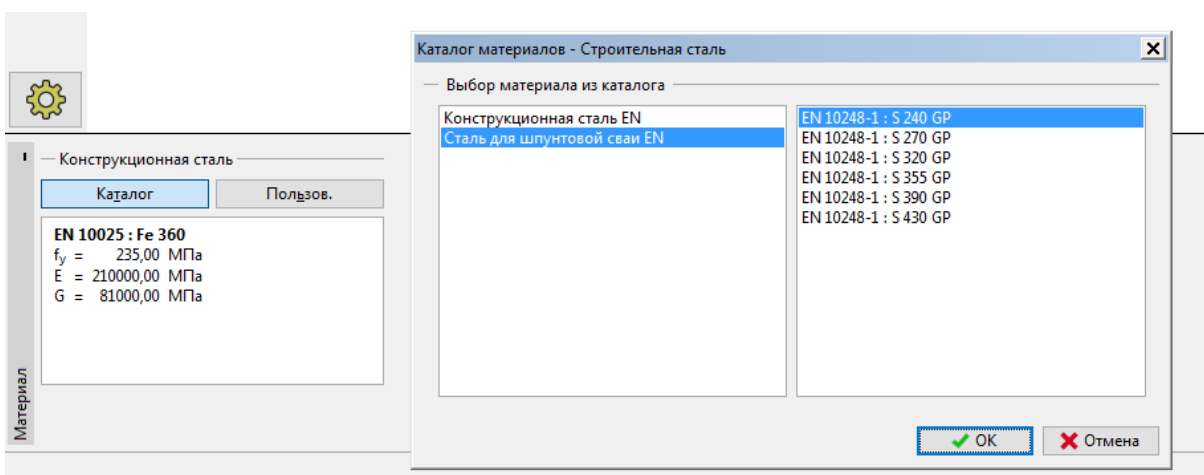 Конструкционная сталь
Каталог
Пользов.
EN 10025 : Fe 360
fy = 235,00 МПа
E = 210000,00 МПа
G = 81000,00 МПа
Материал
Каталог материалов - Строительная сталь
Выбор материала из каталога
Конструкционная сталь EN
Сталь для шпунтовой сваи EN
EN 10248-1 : S 240 GP
EN 10248-1 : S 270 GP
EN 10248-1 : S 320 GP
EN 10248-1 : S 355 GP
EN 10248-1 : S 390 GP
EN 10248-1 : S 430 GP
OK
Отмена